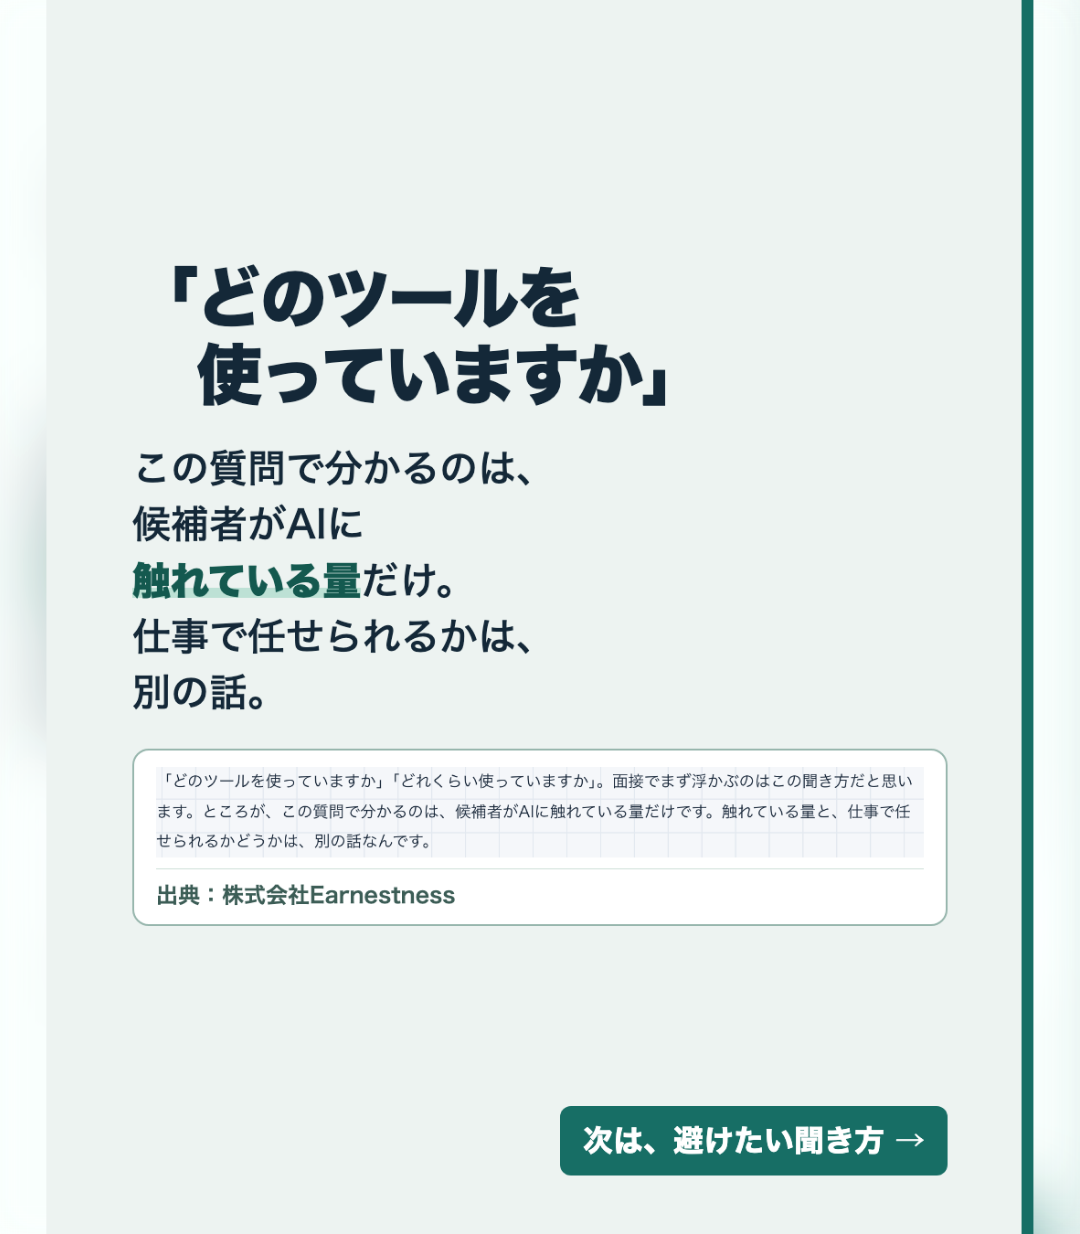 「どのツールを
使っていますか」
この質問で分かるのは、
候補者がAIに
触れている量だけ。
仕事で任せられるかは、
別の話。
「どのツールを使っていますか」「どれくらい使っていますか」。面接でまず浮かぶのはこの聞き方だと思い
ます。ところが、この質問で分かるのは、候補者がAIに触れている量だけです。触れている量と、仕事で任
せられるかどうかは、別の話なんです。
出典：株式会社Earnestness
次は、避けたい聞き方 →